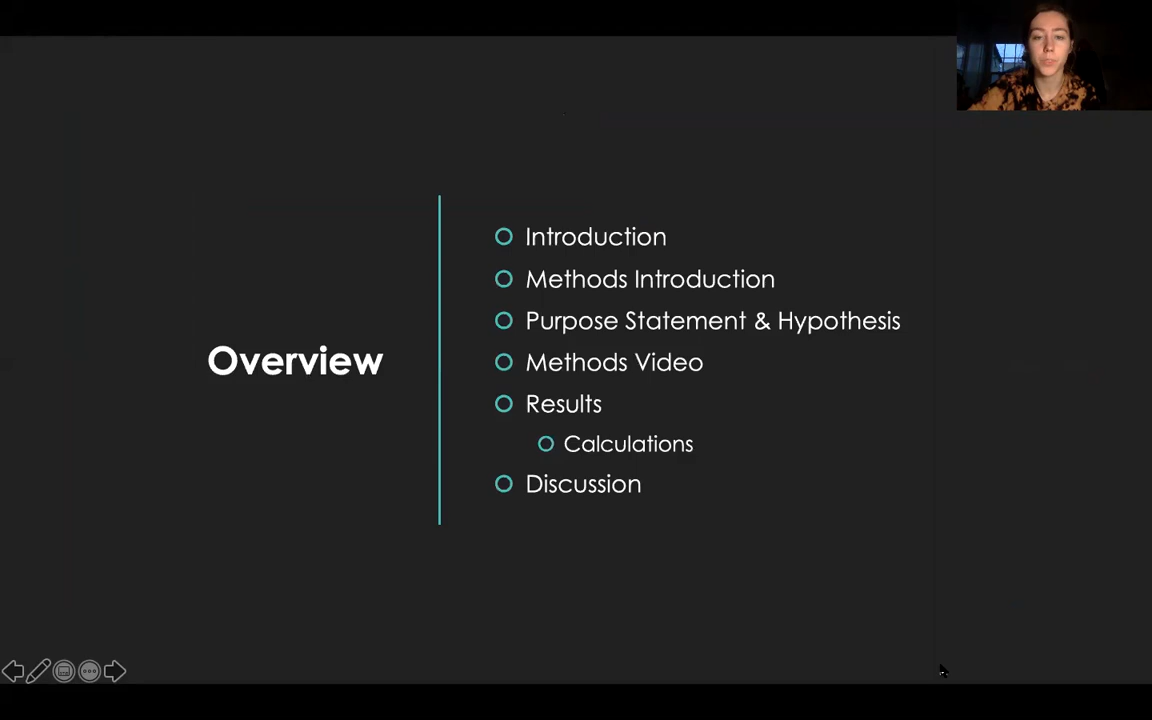 Overview
Introduction
Methods Introduction
Purpose Statement & Hypothesis
Methods Video
Results
Calculations
Discussion